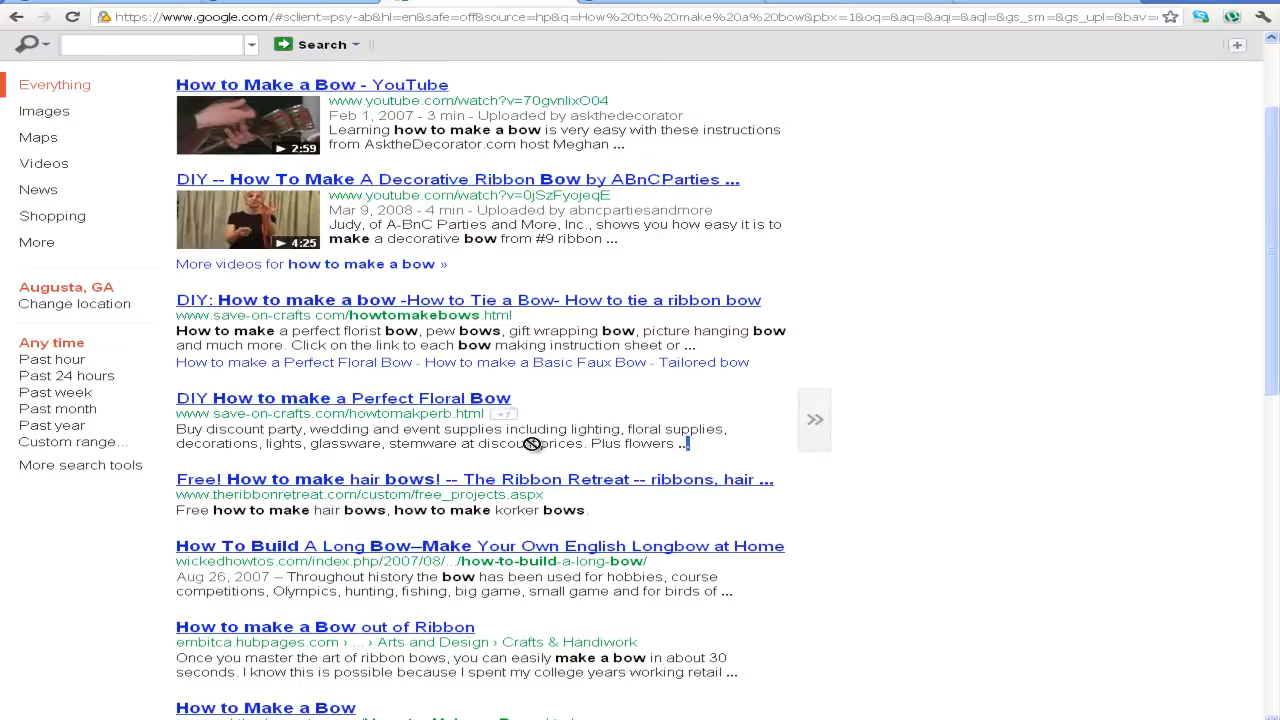 https://www.google.com/#sclient=psy-ab&hl=en&safe=off&source=hp&q=How%20to%20make%20a%20bow&pbx=1&oq=&aq=&aqi=&aql=&gs_sm=&gs_upl=&bav=
Search
Everything
Images
Maps
Videos
News
Shopping
More
Augusta, GA
Change location
Any time
Past hour
Past 24 hours
Past week
Past month
Past year
Custom range...
More search tools
How to Make a Bow - YouTube
www.youtube.com/watch?v=70gvnlixO04
Feb 1, 2007 - 3 min - Uploaded by askthedecorator
Learning how to make a bow is very easy with these instructions
from AsktheDecorator.com host Meghan ...
2:59
DIY -- How To Make A Decorative Ribbon Bow by ABnCParties ...
www.youtube.com/watch?v=0jSzFyojeqE
Mar 9, 2008 - 4 min - Uploaded by abncpartiesandmore
Judy, of A-BnC Parties and More, Inc., shows you how easy it is to
make a decorative bow from #9 ribbon ...
4:25
More videos for how to make a bow »
DIY: How to make a bow -How to Tie a Bow- How to tie a ribbon bow
www.save-on-crafts.com/howtomakebows.html
How to make a perfect florist bow, pew bows, gift wrapping bow, picture hanging bow
and much more. Click on the link to each bow making instruction sheet or ...
How to make a Perfect Floral Bow - How to make a Basic Faux Bow - Tailored bow
DIY How to make a Perfect Floral Bow
www.save-on-crafts.com/howtomakperb.html +1
Buy discount party, wedding and event supplies including lighting, floral supplies,
decorations, lights, glassware, stemware at discount prices. Plus flowers ...
Free! How to make hair bows! -- The Ribbon Retreat -- ribbons, hair ...
www.theribbonretreat.com/custom/free_projects.aspx
Free how to make hair bows, how to make korker bows.
How To Build A Long Bow—Make Your Own English Longbow at Home
wickedhowtos.com/index.php/2007/08/.../how-to-build-a-long-bow/
Aug 26, 2007 – Throughout history the bow has been used for hobbies, course
competitions, Olympics, hunting, fishing, big game, small game and for birds of ...
How to make a Bow out of Ribbon
embitca.hubpages.com › ... › Arts and Design › Crafts & Handiwork
Once you master the art of ribbon bows, you can easily make a bow in about 30
seconds. I know this is possible because I spent my college years working retail ...
How to Make a Bow